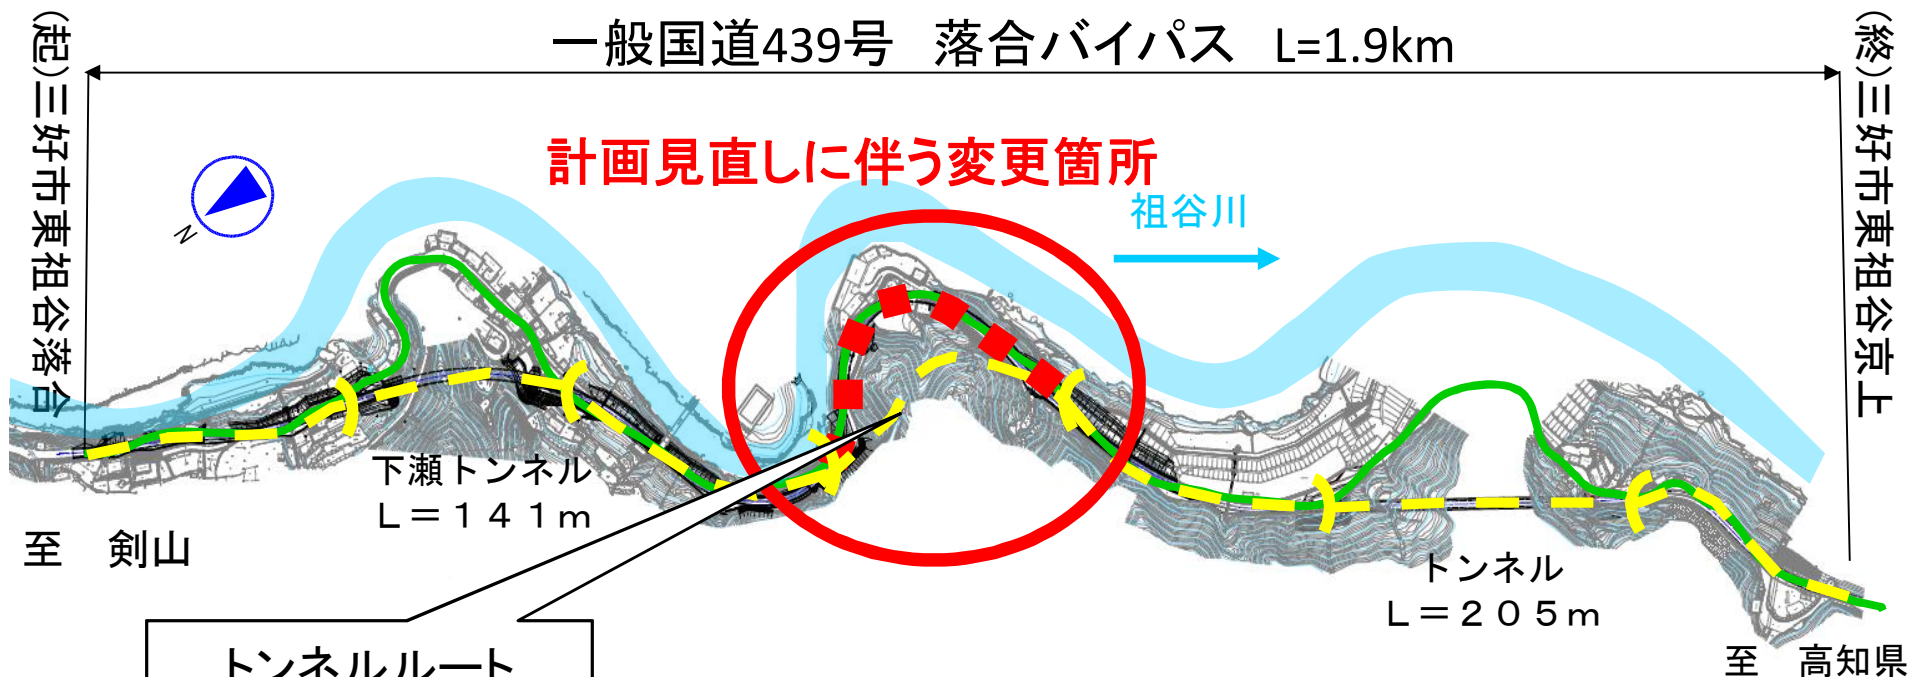 一般国道439号 落合バイパス L=1.9km
(起)三好市東祖谷落合
(終)三好市東祖谷京上
計画見直しに伴う変更箇所
祖谷川
N
下瀬トンネル
L=141m
至 剣山
トンネル
L=205m
トンネルルート
至 高知県